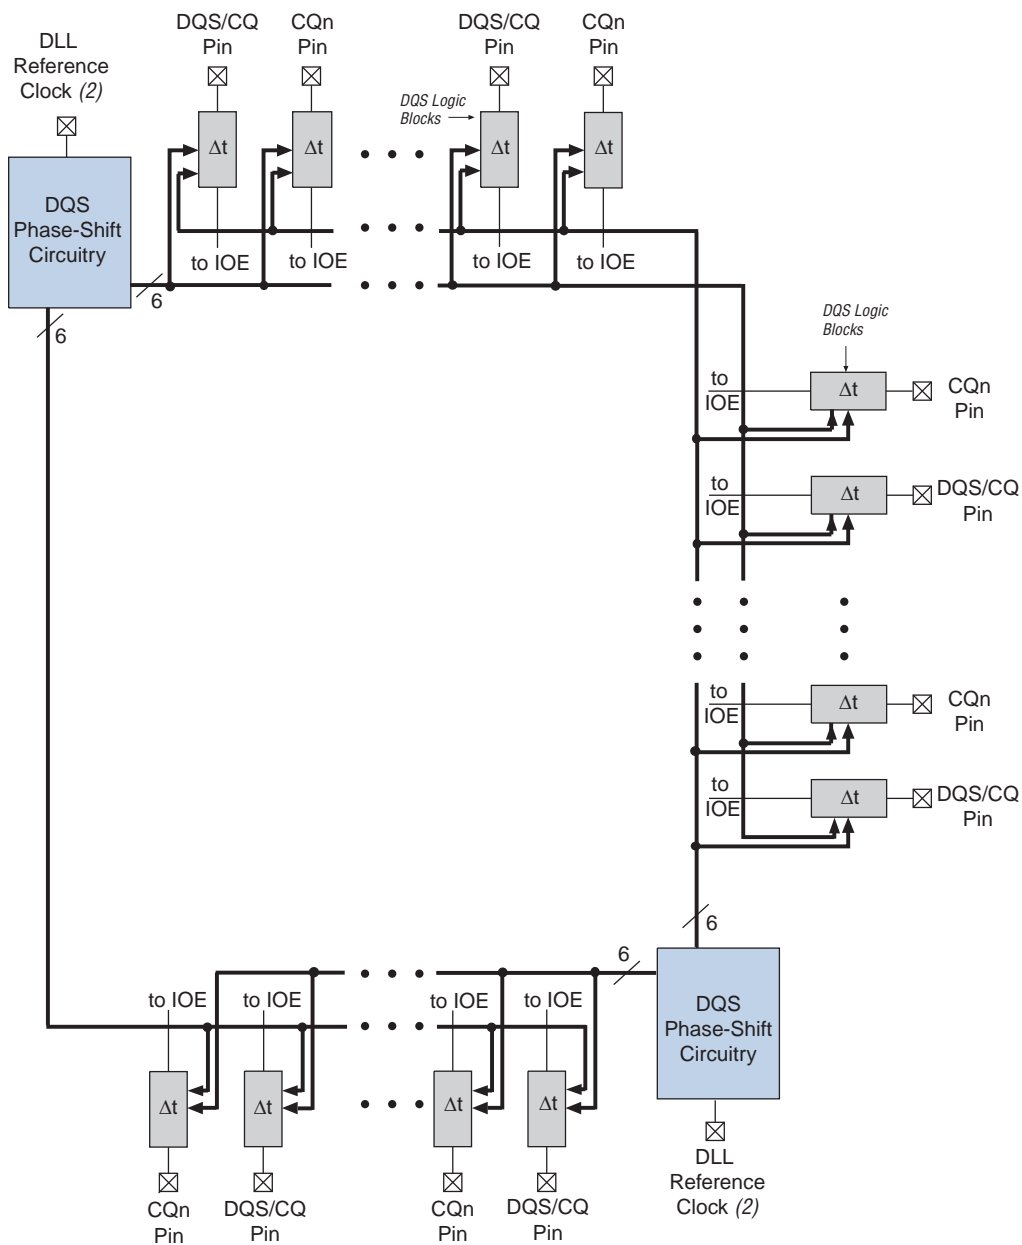 DLL
Reference
Clock (2)
DQS/CQ
Pin
CQn
Pin
DQS/CQ
Pin
CQn
Pin
DQS Logic
Blocks
Δt
Δt
Δt
Δt
DQS
Phase-Shift
Circuitry
to IOE
to IOE
to IOE
to IOE
6
6
DQS Logic
Blocks
to
IOE
Δt
CQn
Pin
to
IOE
Δt
DQS/CQ
Pin
to
IOE
Δt
CQn
Pin
to
IOE
Δt
DQS/CQ
Pin
6
6
DQS
Phase-Shift
Circuitry
to IOE
to IOE
to IOE
to IOE
Δt
Δt
Δt
Δt
CQn
Pin
DQS/CQ
Pin
CQn
Pin
DQS/CQ
Pin
DLL
Reference
Clock (2)